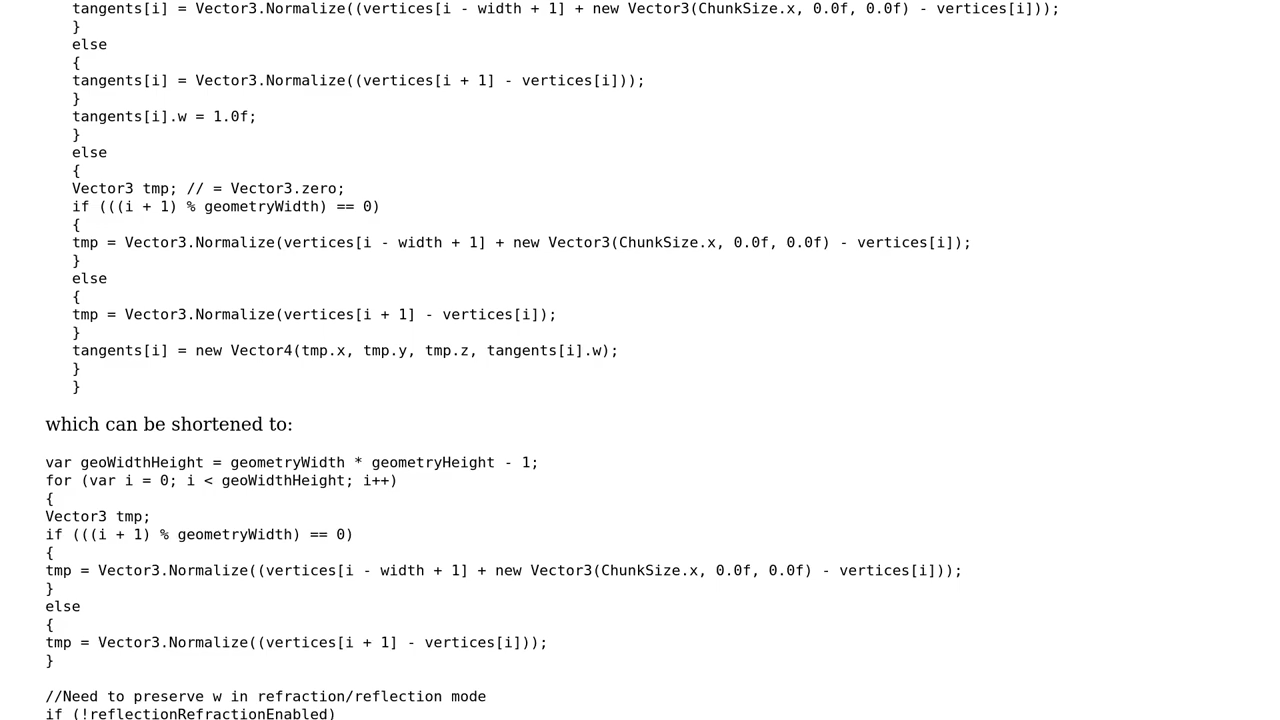 tangents[i] = Vector3.Normalize((vertices[i - width + 1] + new Vector3(ChunkSize.x, 0.0f, 0.0f) - vertices[i]));
}
else
{
tangents[i] = Vector3.Normalize((vertices[i + 1] - vertices[i]));
}
tangents[i].w = 1.0f;
}
else
{
Vector3 tmp; // = Vector3.zero;
if (((i + 1) % geometryWidth) == 0)
{
tmp = Vector3.Normalize(vertices[i - width + 1] + new Vector3(ChunkSize.x, 0.0f, 0.0f) - vertices[i]);
}
else
{
tmp = Vector3.Normalize(vertices[i + 1] - vertices[i]);
}
tangents[i] = new Vector4(tmp.x, tmp.y, tmp.z, tangents[i].w);
}
}
which can be shortened to:
var geoWidthHeight = geometryWidth * geometryHeight - 1;
for (var i = 0; i < geoWidthHeight; i++)
{
Vector3 tmp;
if (((i + 1) % geometryWidth) == 0)
{
tmp = Vector3.Normalize((vertices[i - width + 1] + new Vector3(ChunkSize.x, 0.0f, 0.0f) - vertices[i]));
}
else
{
tmp = Vector3.Normalize((vertices[i + 1] - vertices[i]));
}
//Need to preserve w in refraction/reflection mode
if (!reflectionRefractionEnabled)